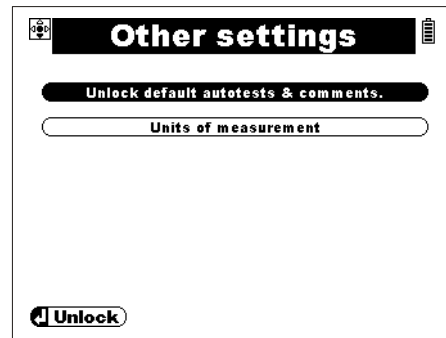 Other settings
Unlock default autotests & comments.
Units of measurement
Unlock